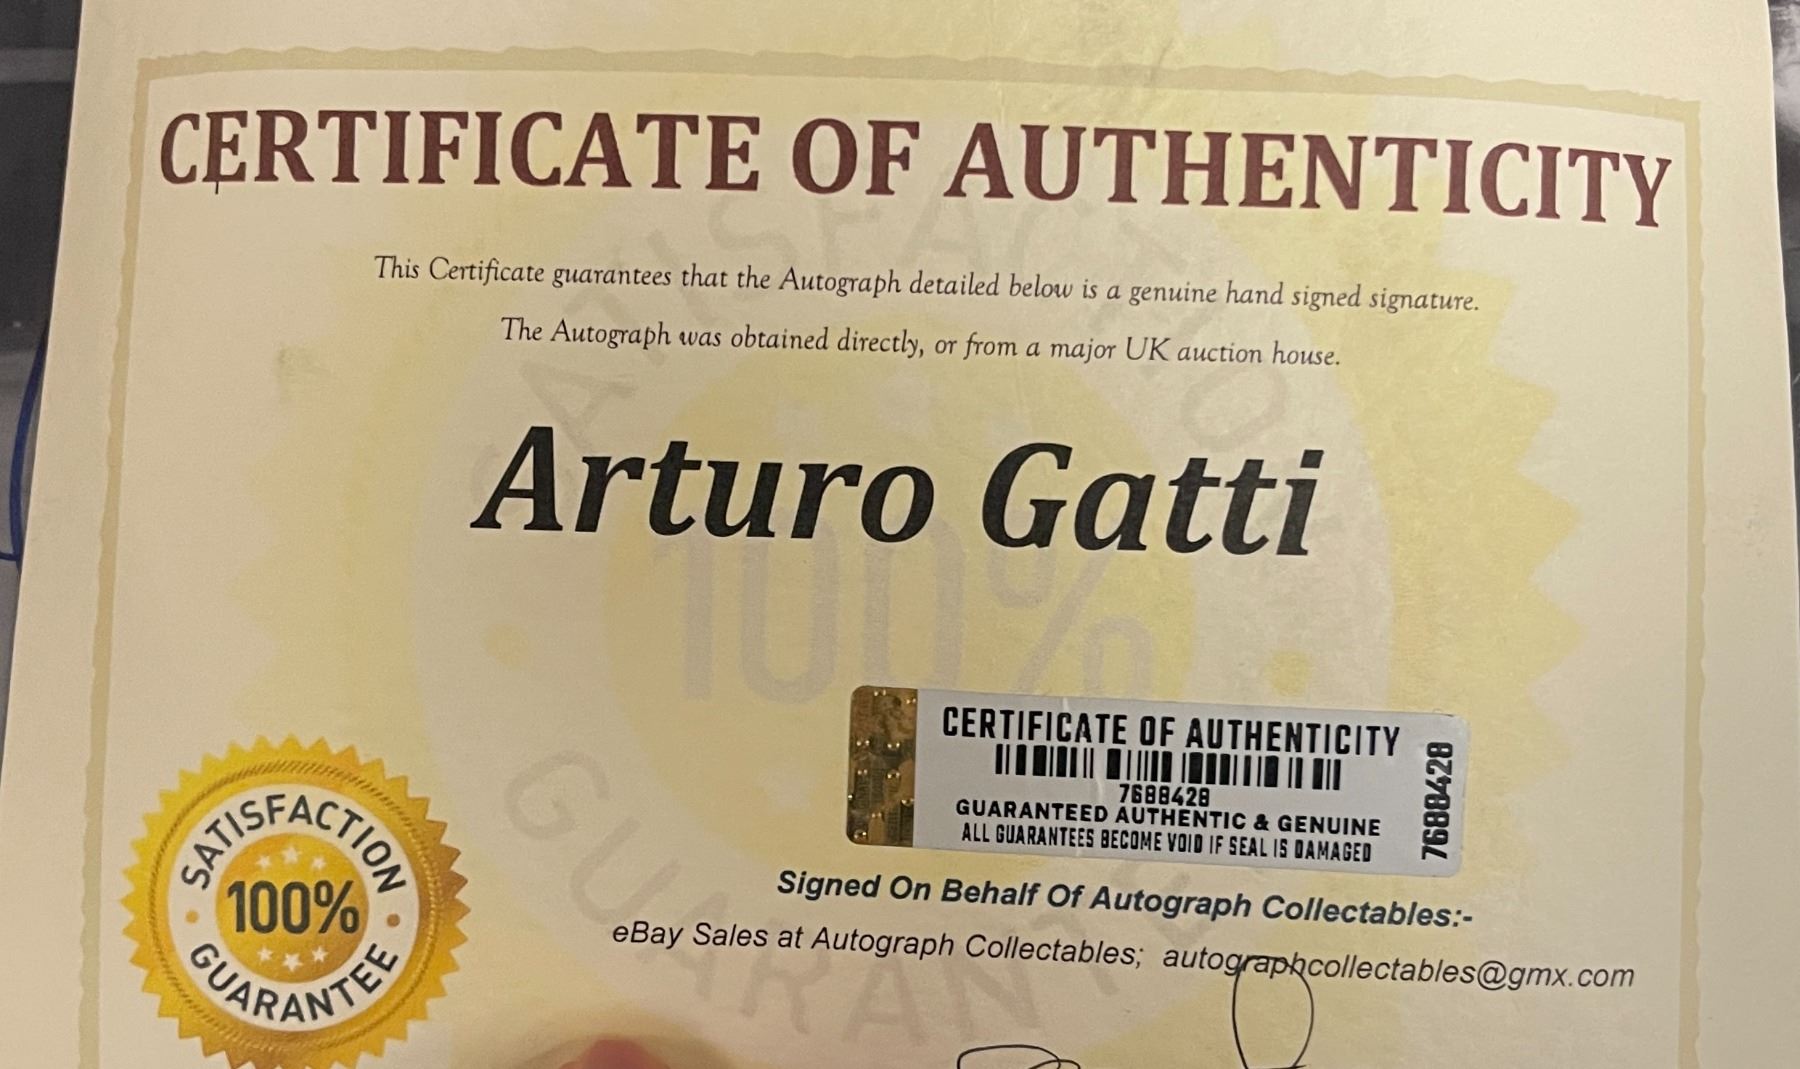 CERTIFICATE OF AUTHENTICITY
This Certificate guarantees that the Autograph detailed below is a genuine hand signed signature.
The Autograph was obtained directly, or from a major UK auction house.
Arturo Gatti
CERTIFICATE OF AUTHENTICITY
7688428
GUARANTEED AUTHENTIC & GENUINE
ALL GUARANTEES BECOME VOID IF SEAL IS DAMAGED
7688428
SATISFACTION
100%
GUARANTEE
Signed On Behalf Of Autograph Collectables:-
eBay Sales at Autograph Collectables; autographcollectables@gmx.com
SATISFACTION
100%
GUARANTE